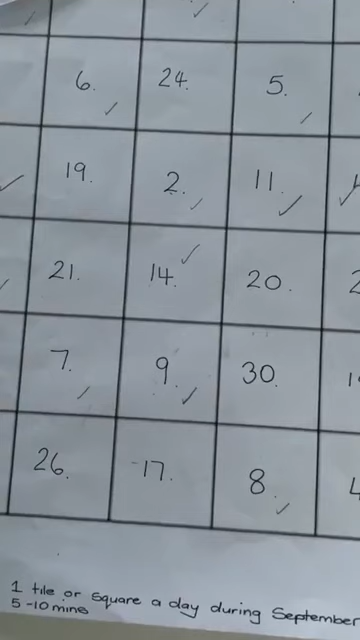 6. 24. 5.
19. 2. 11.
21. 14. 20.
7. 9. 30.
26. 17. 8.
1 tile or square a day during September
5-10 mins